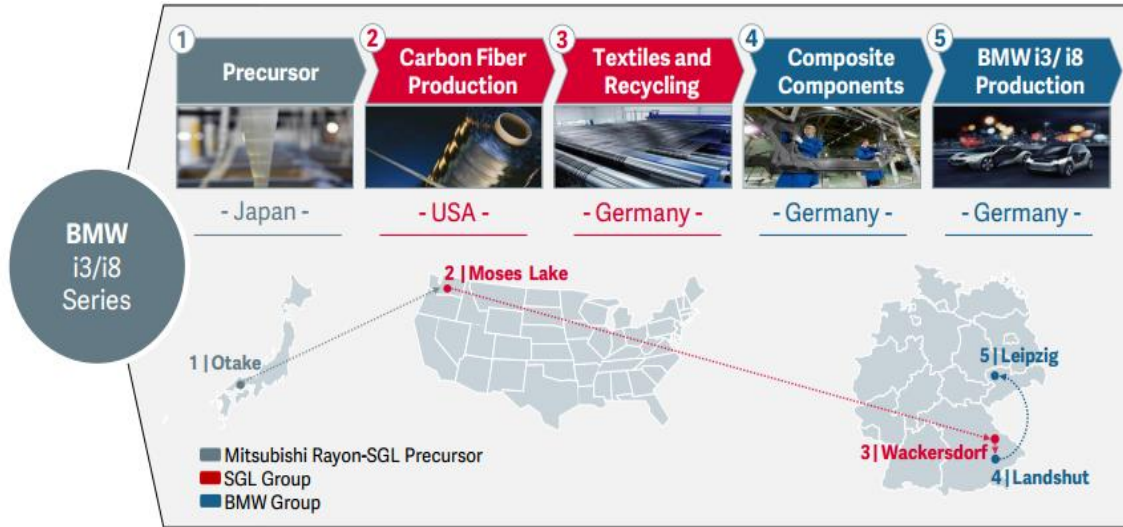 1
Precursor
2
Carbon Fiber
Production
3
Textiles and
Recycling
4
Composite
Components
5
BMW i3/ i8
Production
- Japan -
- USA -
- Germany -
- Germany -
- Germany -
BMW
i3/i8
Series
2 | Moses Lake
1 | Otake
5 | Leipzig
3 | Wackersdorf
4 | Landshut
Mitsubishi Rayon-SGL Precursor
SGL Group
BMW Group